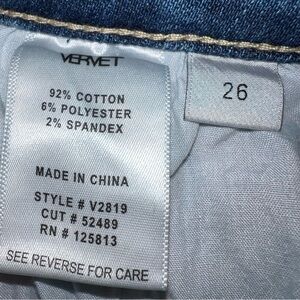 VERVET
92% COTTON
6% POLYESTER
2% SPANDEX
MADE IN CHINA
STYLE # V2819
CUT # 52489
RN # 125813
SEE REVERSE FOR CARE
26